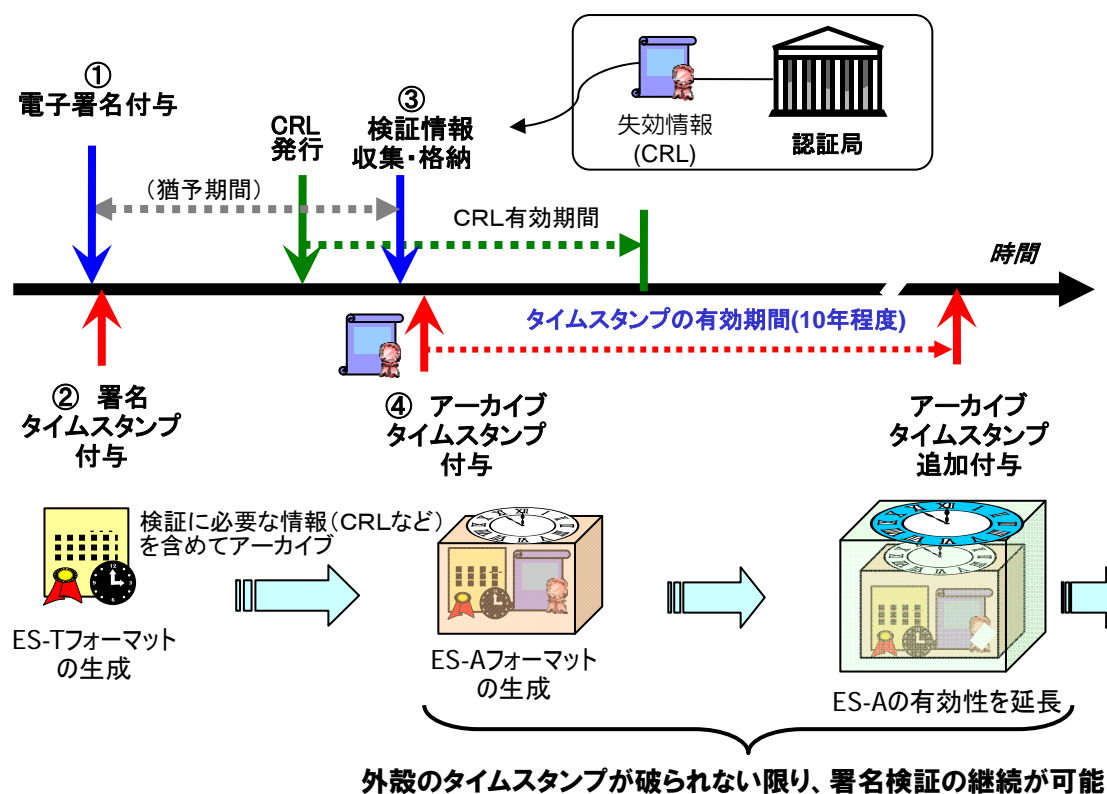 ①
電子署名付与
CRL
発行
③
検証情報
収集・格納
失効情報
(CRL)
認証局
（猶予期間）
CRL有効期間
時間
タイムスタンプの有効期間(10年程度)
② 署名
タイムスタンプ
付与
④ アーカイブ
タイムスタンプ
付与
アーカイブ
タイムスタンプ
追加付与
検証に必要な情報（CRLなど）
を含めてアーカイブ
ES-Tフォーマット
の生成
ES-Aフォーマット
の生成
ES-Aの有効性を延長
外殻のタイムスタンプが破られない限り、署名検証の継続が可能